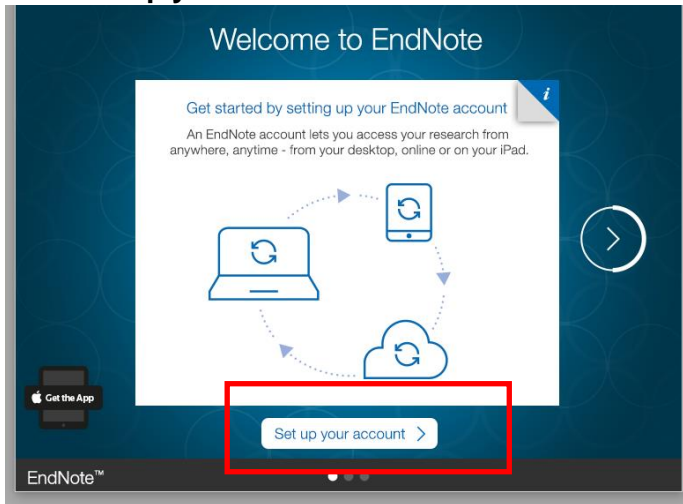 Welcome to EndNote
Get started by setting up your EndNote account
i
An EndNote account lets you access your research from
anywhere, anytime - from your desktop, online or on your iPad.
Get the App
Set up your account
EndNote™